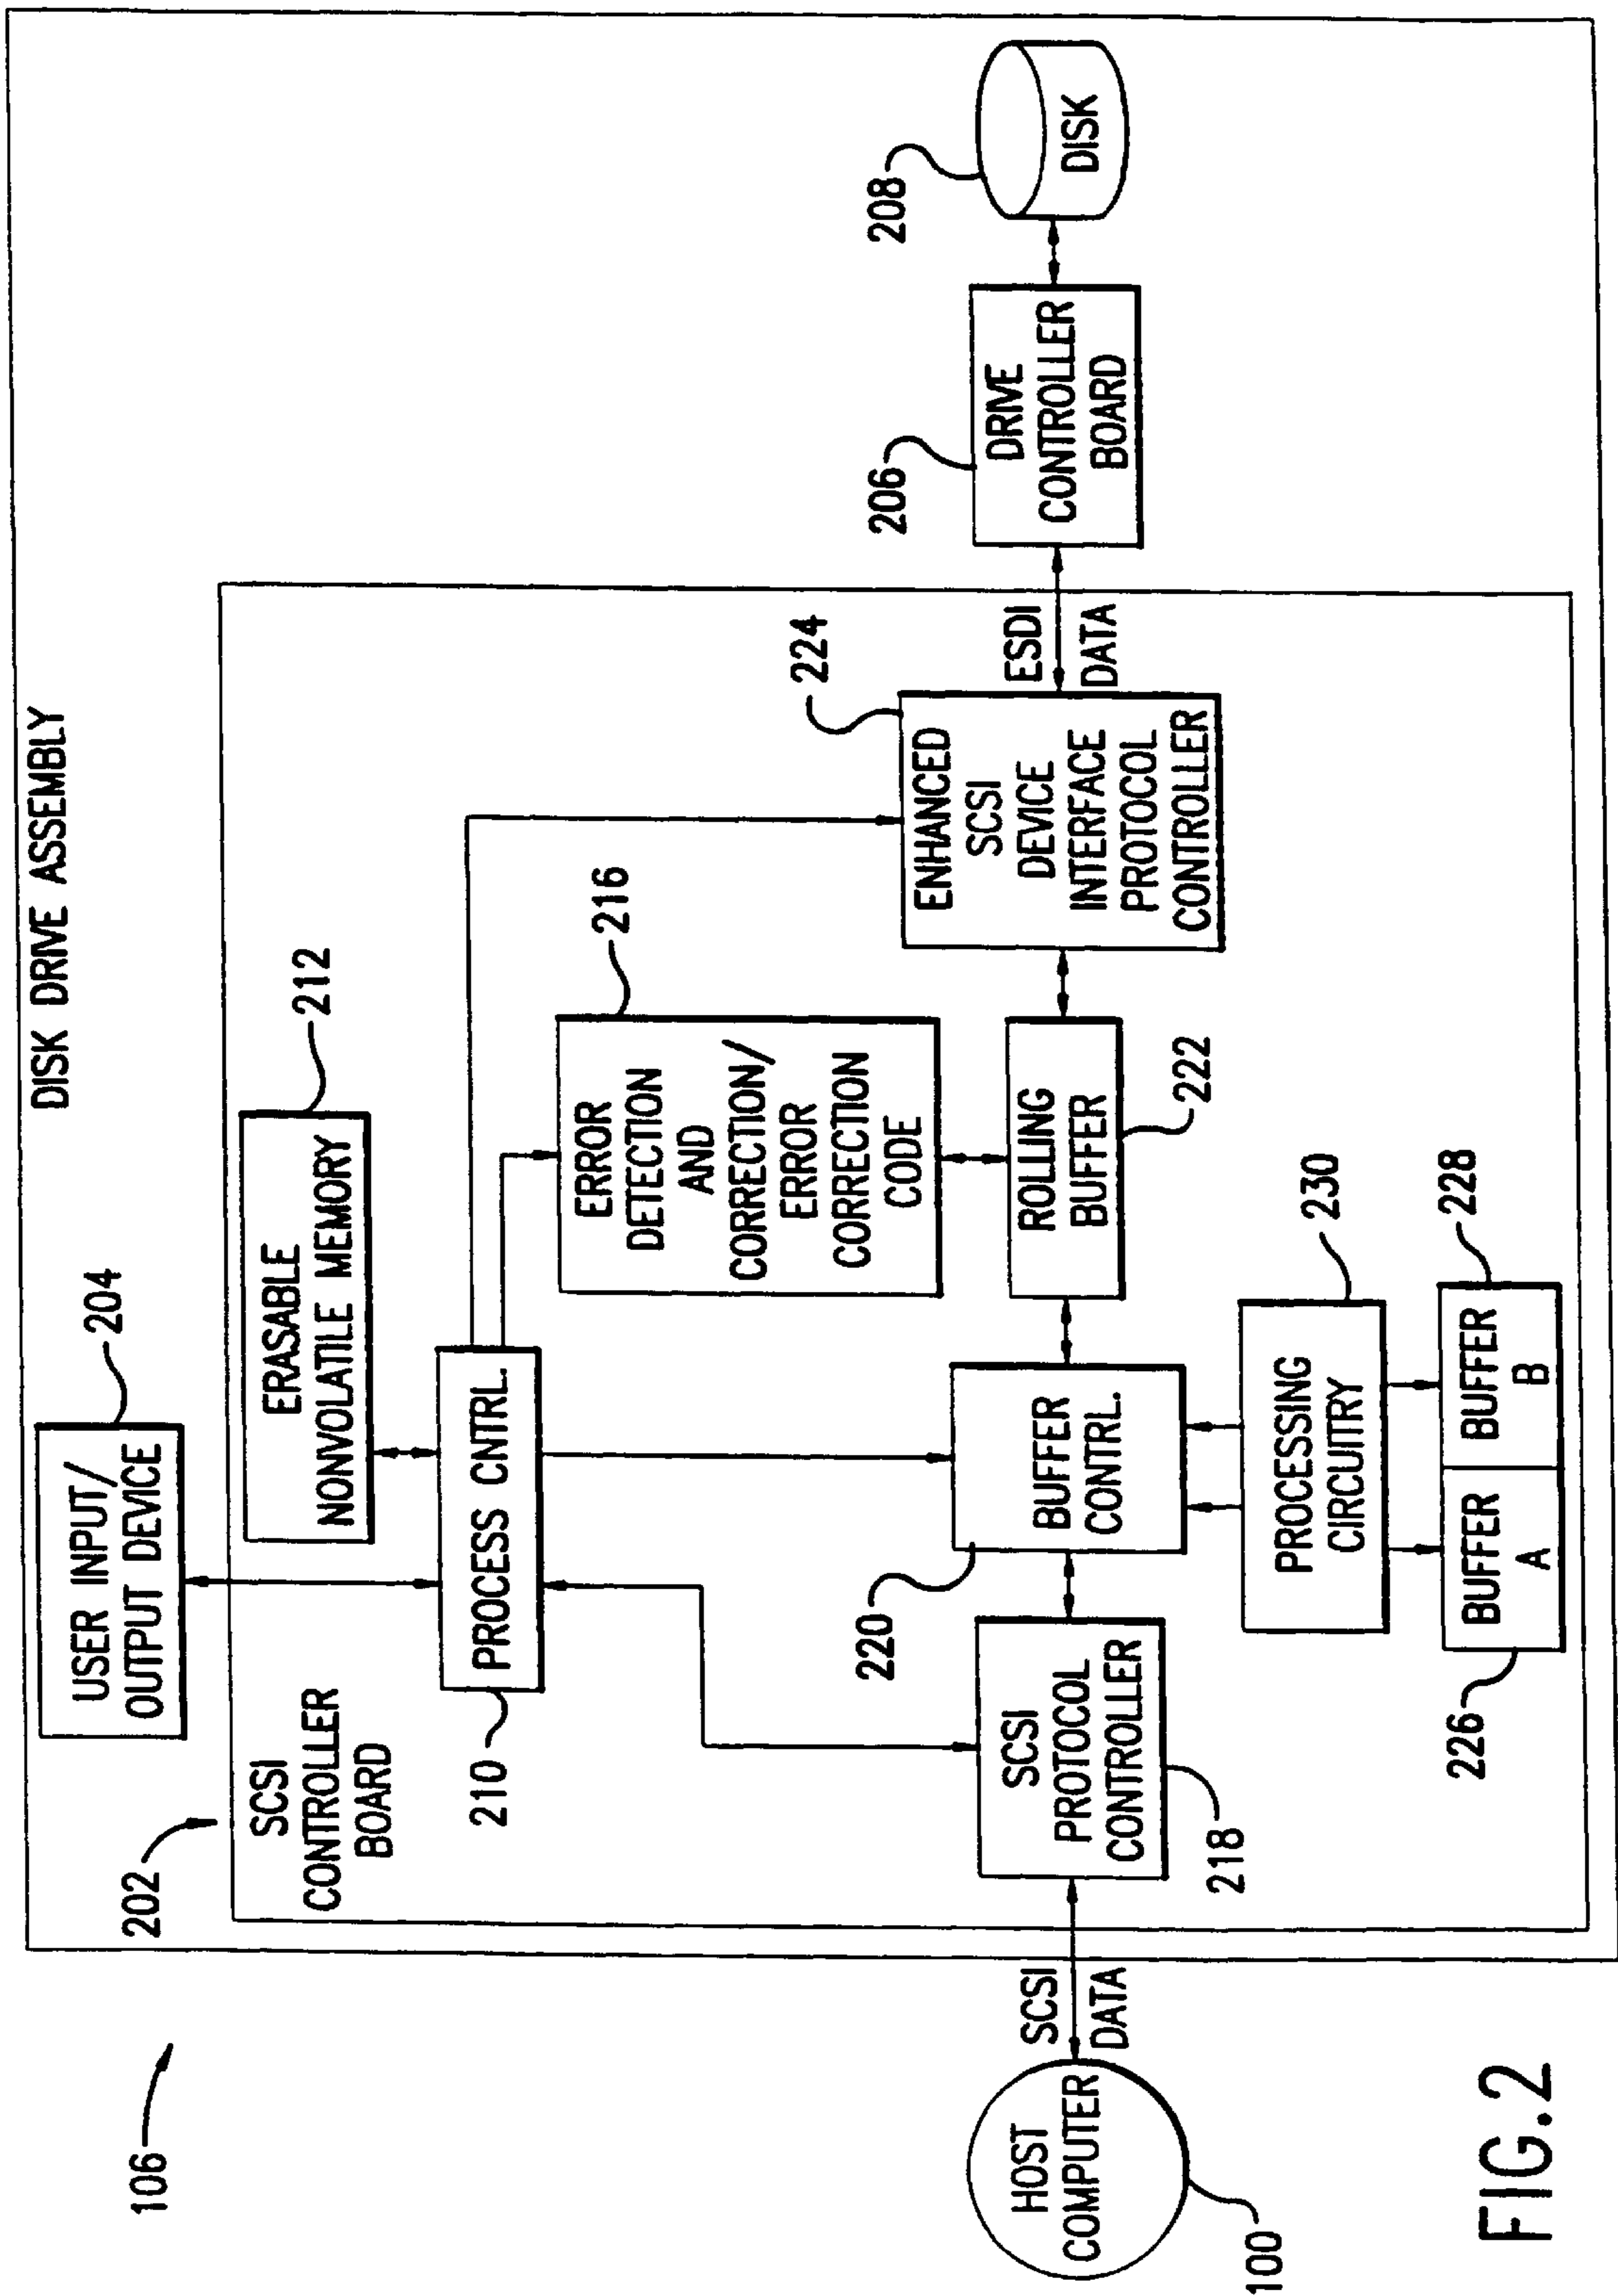 DISK DRIVE ASSEMBLY
106
202
USER INPUT/
OUTPUT DEVICE
204
SCSI
CONTROLLER
BOARD
ERASABLE
NONVOLATILE MEMORY
212
PROCESS CNTRL.
210
ERROR
DETECTION
AND
CORRECTION/
ERROR
CORRECTION
CODE
216
ENHANCED
SCSI
DEVICE
INTERFACE
PROTOCOL
CONTROLLER
224
ESDI
DATA
206
DRIVE
CONTROLLER
BOARD
208
DISK
HOST
COMPUTER
100
SCSI
DATA
SCSI
PROTOCOL
CONTROLLER
218
220
BUFFER
CONTRL.
ROLLING
BUFFER
222
PROCESSING
CIRCUITRY
230
BUFFER
A
226
BUFFER
B
228
FIG.2